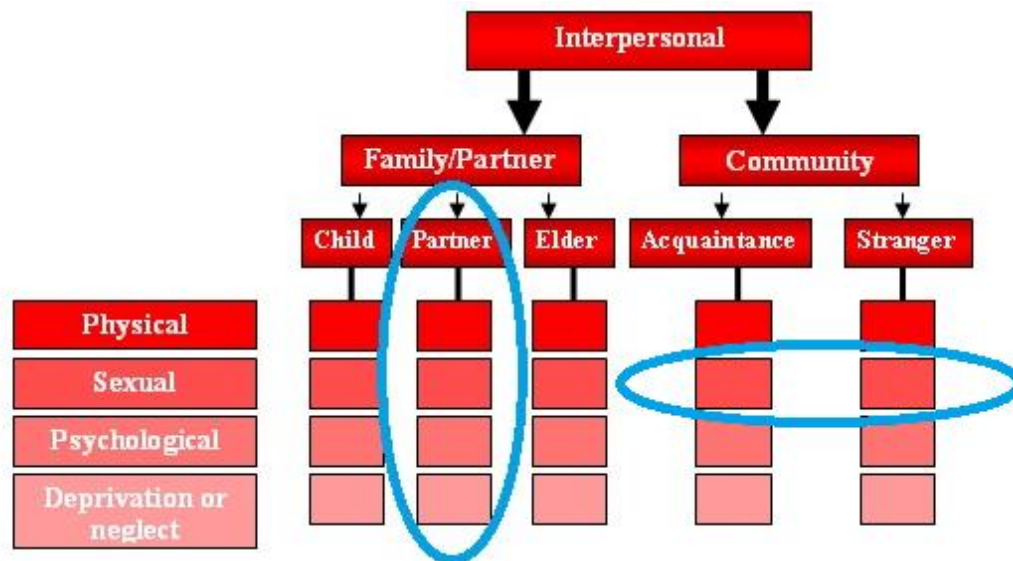 Interpersonal
Family/Partner
Community
Child
Partner
Elder
Acquaintance
Stranger
Physical
Sexual
Psychological
Deprivation or
neglect